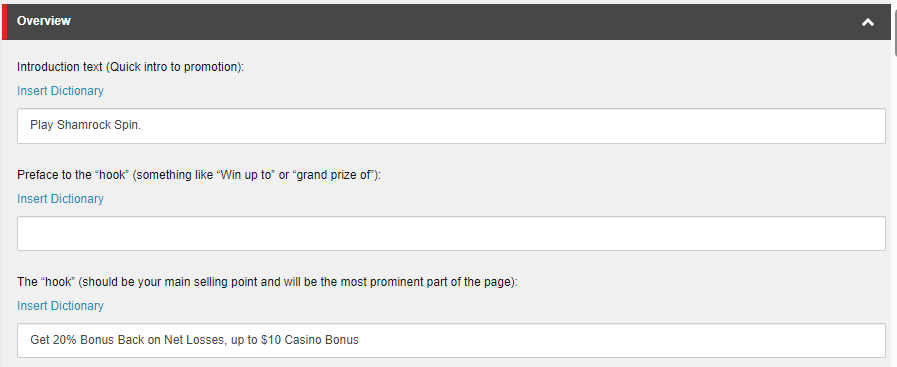 Overview
Introduction text (Quick intro to promotion):
Insert Dictionary
Play Shamrock Spin.
Preface to the “hook” (something like “Win up to” or “grand prize of”):
Insert Dictionary
The “hook” (should be your main selling point and will be the most prominent part of the page):
Insert Dictionary
Get 20% Bonus Back on Net Losses, up to $10 Casino Bonus